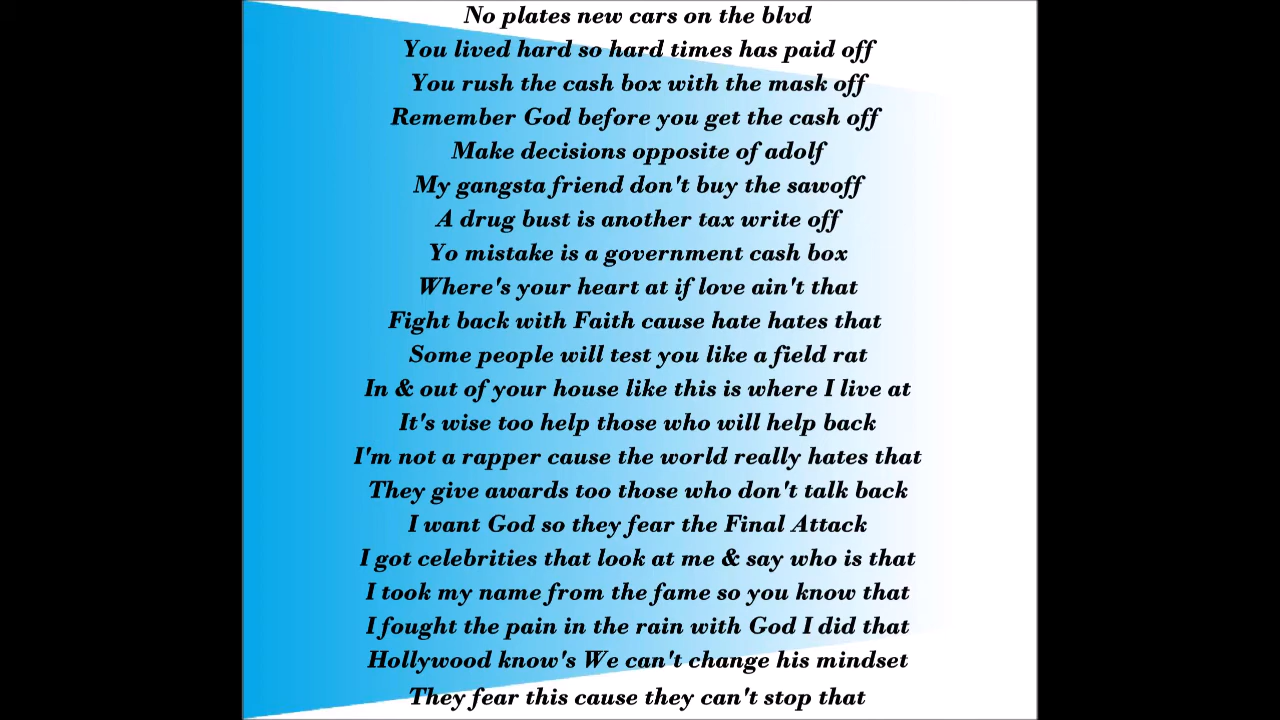 No plates new cars on the blvd
You lived hard so hard times has paid off
You rush the cash box with the mask off
Remember God before you get the cash off
Make decisions opposite of adolf
My gangsta friend don't buy the sawoff
A drug bust is another tax write off
Yo mistake is a government cash box
Where's your heart at if love ain't that
Fight back with Faith cause hate hates that
Some people will test you like a field rat
In & out of your house like this is where I live at
It's wise too help those who will help back
I'm not a rapper cause the world really hates that
They give awards too those who don't talk back
I want God so they fear the Final Attack
I got celebrities that look at me & say who is that
I took my name from the fame so you know that
I fought the pain in the rain with God I did that
Hollywood know's We can't change his mindset
They fear this cause they can't stop that